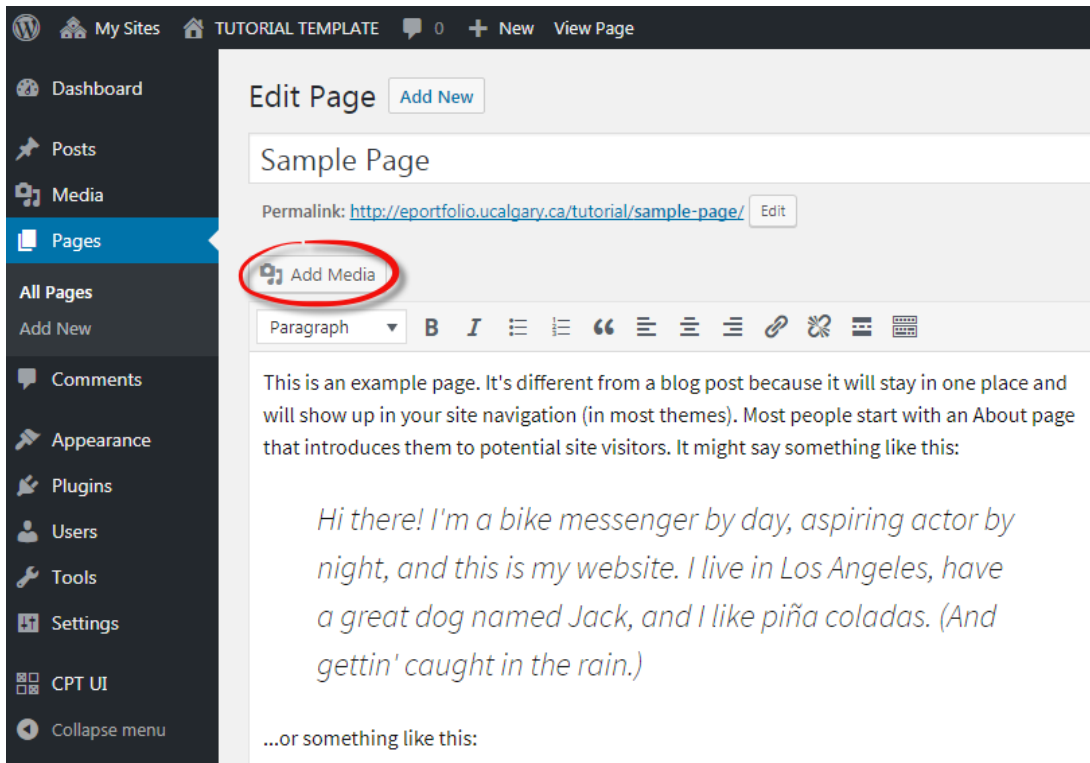 My Sites TUTORIAL TEMPLATE 0 New View Page
Dashboard
Posts
Media
Pages
All Pages
Add New
Comments
Appearance
Plugins
Users
Tools
Settings
CPT UI
Collapse menu
Edit Page Add New
Sample Page
Permalink: http://eportfolio.ucalgary.ca/tutorial/sample-page/ Edit
Add Media
Paragraph B I
This is an example page. It's different from a blog post because it will stay in one place and
will show up in your site navigation (in most themes). Most people start with an About page
that introduces them to potential site visitors. It might say something like this:
Hi there! I'm a bike messenger by day, aspiring actor by
night, and this is my website. I live in Los Angeles, have
a great dog named Jack, and I like piña coladas. (And
gettin' caught in the rain.)
...or something like this: